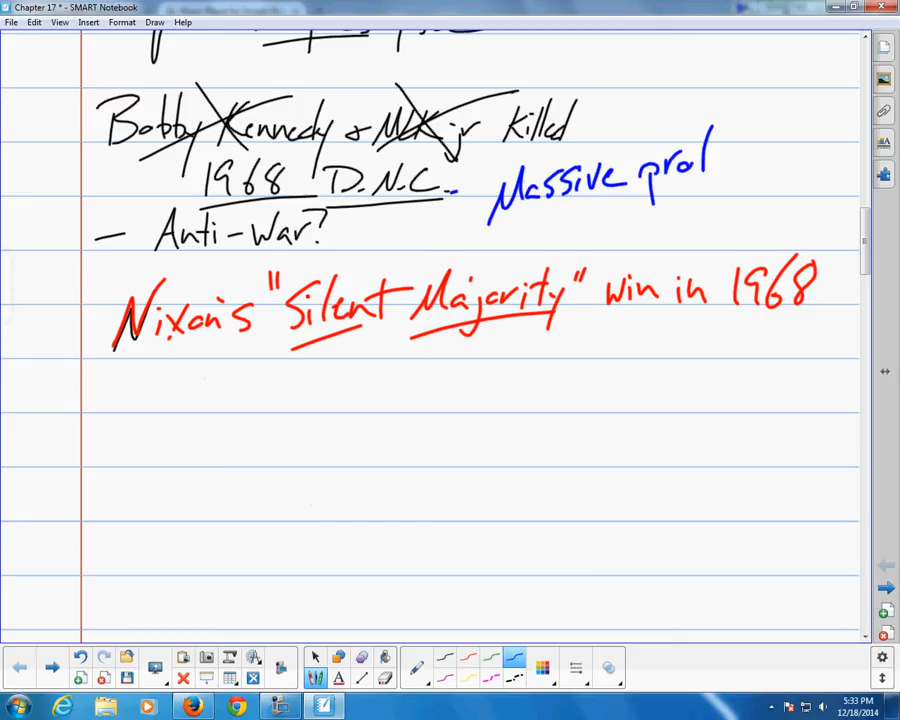 Chapter 17 * - SMART Notebook
File Edit View Insert Format Draw Help
Bobby Kennedy & MLK jr Killed
1968 D.N.C. - Massive prol
- Anti-War?
Nixon's "Silent Majority" win in 1968
5:33 PM
12/18/2014